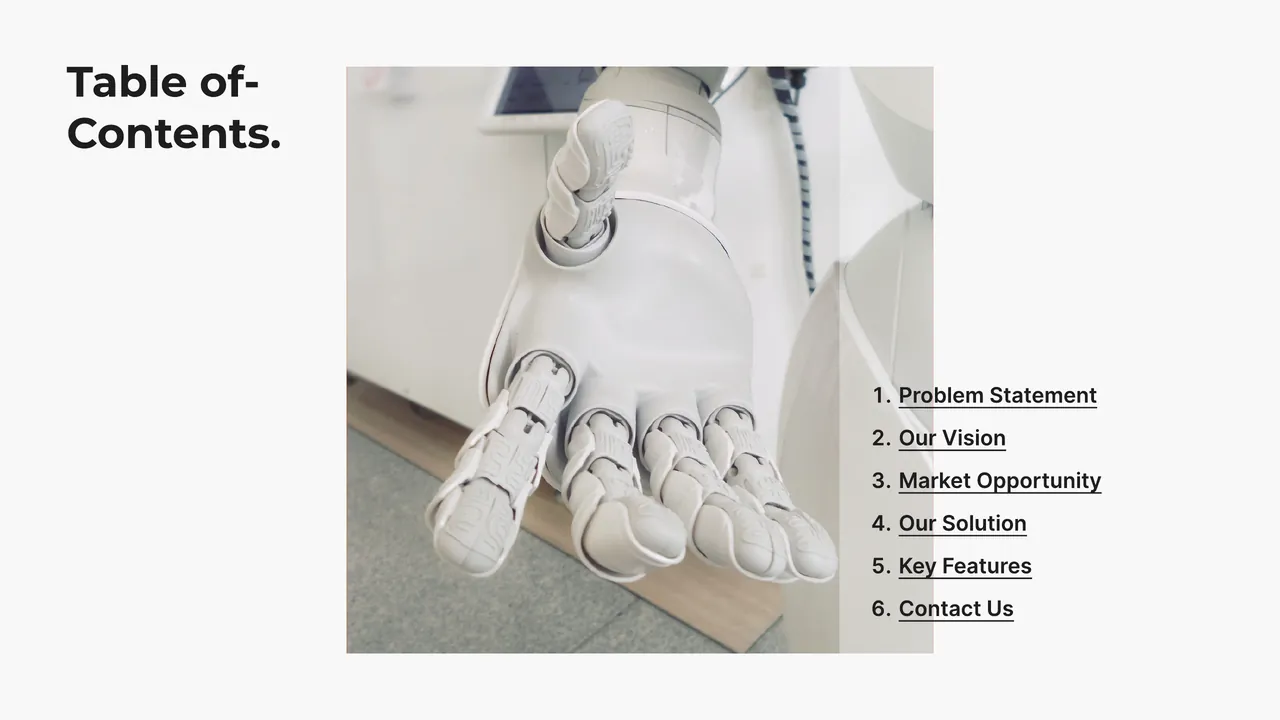 Table of-
Contents.
1. Problem Statement
2. Our Vision
3. Market Opportunity
4. Our Solution
5. Key Features
6. Contact Us